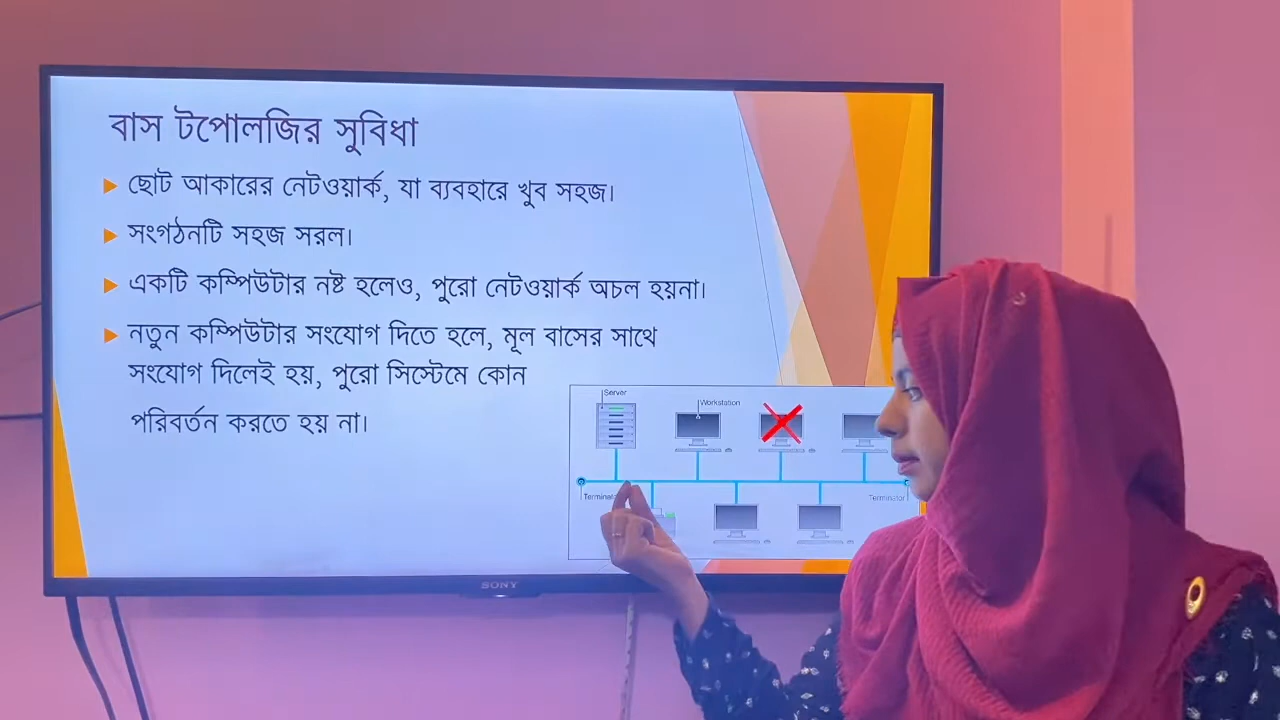 বাস টপোলজির সুবিধা
ছোট আকারের নেটওয়ার্ক, যা ব্যবহারে খুব সহজ।
সংগঠনটি সহজ সরল।
একটি কম্পিউটার নষ্ট হলেও, পুরো নেটওয়ার্ক অচল হয়না।
নতুন কম্পিউটার সংযোগ দিতে হলে, মূল বাসের সাথে
সংযোগ দিলেই হয়, পুরো সিস্টেমে কোন
পরিবর্তন করতে হয় না।
Server
Workstation
Terminator
SONY